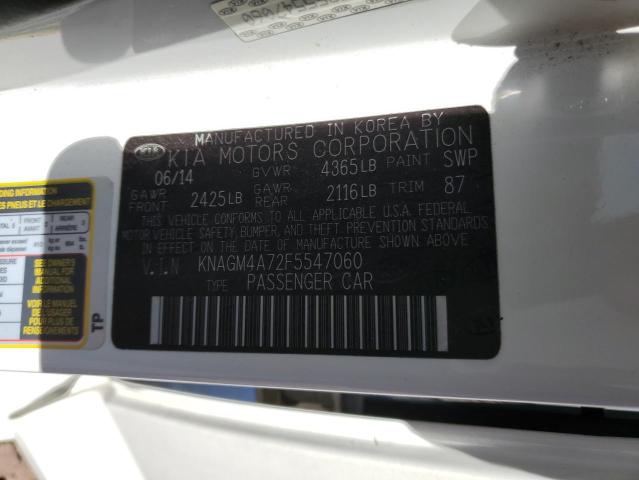 MANUFACTURED IN KOREA BY
KIA KIA MOTORS CORPORATION
06/14 GVWR 4365LB PAINT SWP
GAWR FRONT 2425LB GAWR REAR 2116LB TRIM 87
THIS VEHICLE CONFORMS TO ALL APPLICABLE U.S.A. FEDERAL
MOTOR VEHICLE SAFETY, BUMPER, AND THEFT PREVENTION STANDARDS
IN EFFECT ON THE DATE OF MANUFACTURE SHOWN ABOVE.
V.I.N KNAGM4A72F5547060
TYPE PASSENGER CAR
SEE OWNER'S
MANUAL FOR
ADDITIONAL
INFORMATION
VOIR LE MANUEL
DE L'USAGER
POUR PLUS DE
RENSEIGNEMENTS
TP